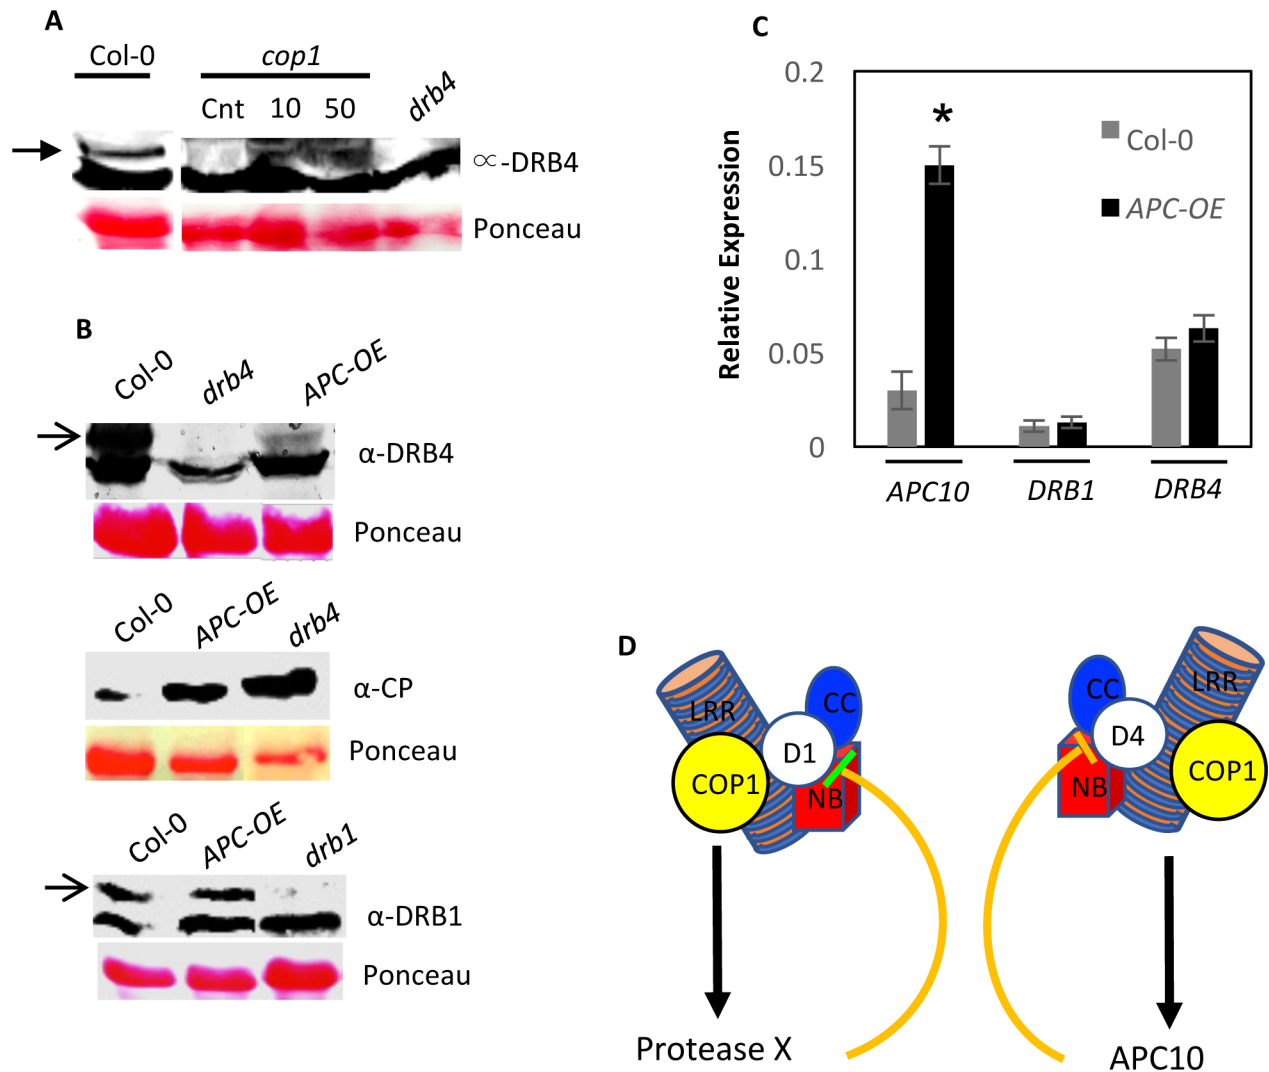 A
Col-0
cop1
Cnt 10 50
drb4
∝-DRB4
Ponceau
B
Col-0
drb4
APC-OE
α-DRB4
Ponceau
Col-0
APC-OE
drb4
α-CP
Ponceau
Col-0
APC-OE
drb1
α-DRB1
Ponceau
C
Relative Expression
0.2
0.15
0.1
0.05
0
*
Col-0
APC-OE
APC10 DRB1 DRB4
D
LRR
CC
D1
COP1
NB
Protease X
CC
LRR
D4
COP1
NB
APC10